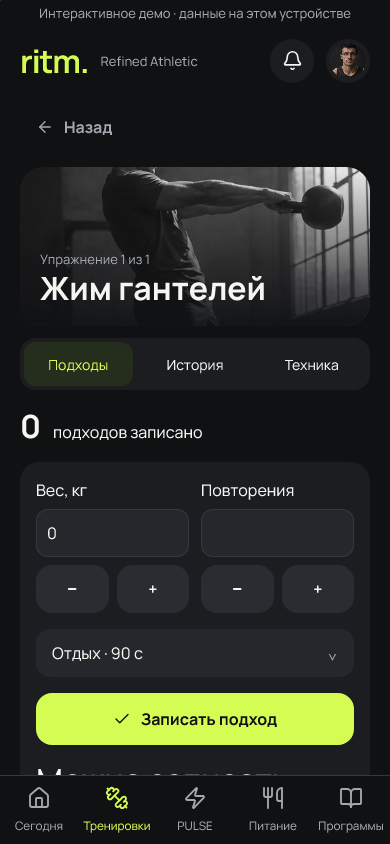 Интерактивное демо · данные на этом устройстве
ritm. Refined Athletic
Назад
Упражнение 1 из 1
Жим гантелей
Подходы История Техника
0 подходов записано
Вес, кг Повторения
0
− + − +
Отдых · 90 с
Записать подход
Сегодня Тренировки PULSE Питание Программы